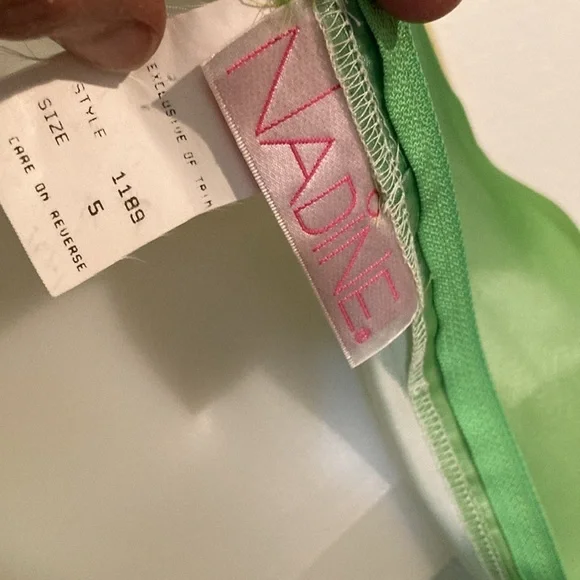 NADINE®
EXCLUSIVE OF TRIM
STYLE 1189
SIZE 5
CARE ON REVERSE